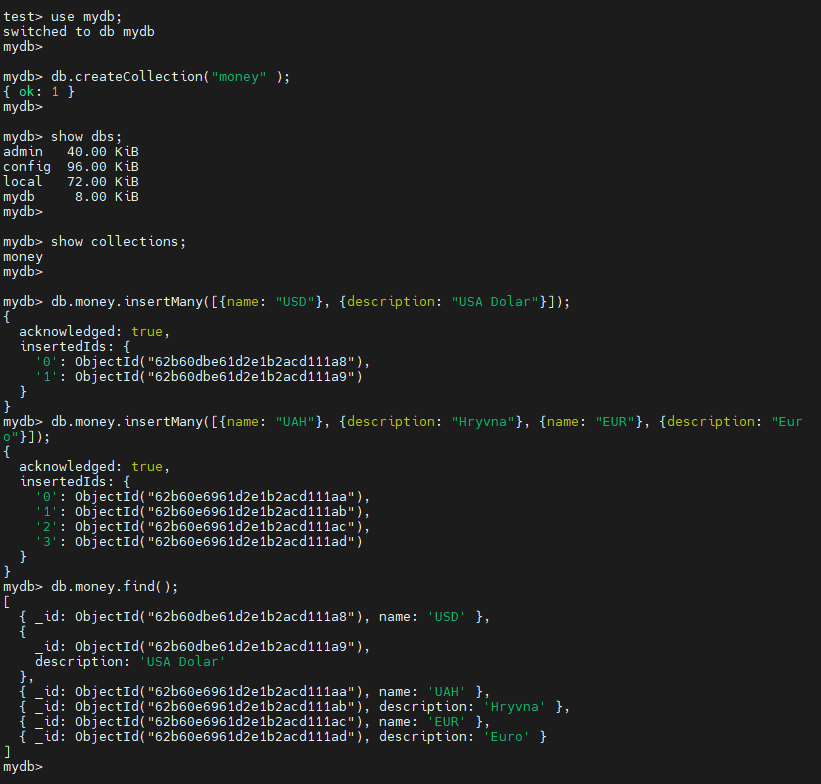 test> use mydb;
switched to db mydb
mydb>
mydb> db.createCollection("money" );
{ ok: 1 }
mydb>
mydb> show dbs;
admin   40.00 KiB
config  96.00 KiB
local   72.00 KiB
mydb     8.00 KiB
mydb>
mydb> show collections;
money
mydb>
mydb> db.money.insertMany([{name: "USD"}, {description: "USA Dolar"}]);
{
  acknowledged: true,
  insertedIds: {
    '0': ObjectId("62b60dbe61d2e1b2acd111a8"),
    '1': ObjectId("62b60dbe61d2e1b2acd111a9")
  }
}
mydb> db.money.insertMany([{name: "UAH"}, {description: "Hryvna"}, {name: "EUR"}, {description: "Eur
o"}]);
{
  acknowledged: true,
  insertedIds: {
    '0': ObjectId("62b60e6961d2e1b2acd111aa"),
    '1': ObjectId("62b60e6961d2e1b2acd111ab"),
    '2': ObjectId("62b60e6961d2e1b2acd111ac"),
    '3': ObjectId("62b60e6961d2e1b2acd111ad")
  }
}
mydb> db.money.find();
[
  { _id: ObjectId("62b60dbe61d2e1b2acd111a8"), name: 'USD' },
  {
    _id: ObjectId("62b60dbe61d2e1b2acd111a9"),
    description: 'USA Dolar'
  },
  { _id: ObjectId("62b60e6961d2e1b2acd111aa"), name: 'UAH' },
  { _id: ObjectId("62b60e6961d2e1b2acd111ab"), description: 'Hryvna' },
  { _id: ObjectId("62b60e6961d2e1b2acd111ac"), name: 'EUR' },
  { _id: ObjectId("62b60e6961d2e1b2acd111ad"), description: 'Euro' }
]
mydb>